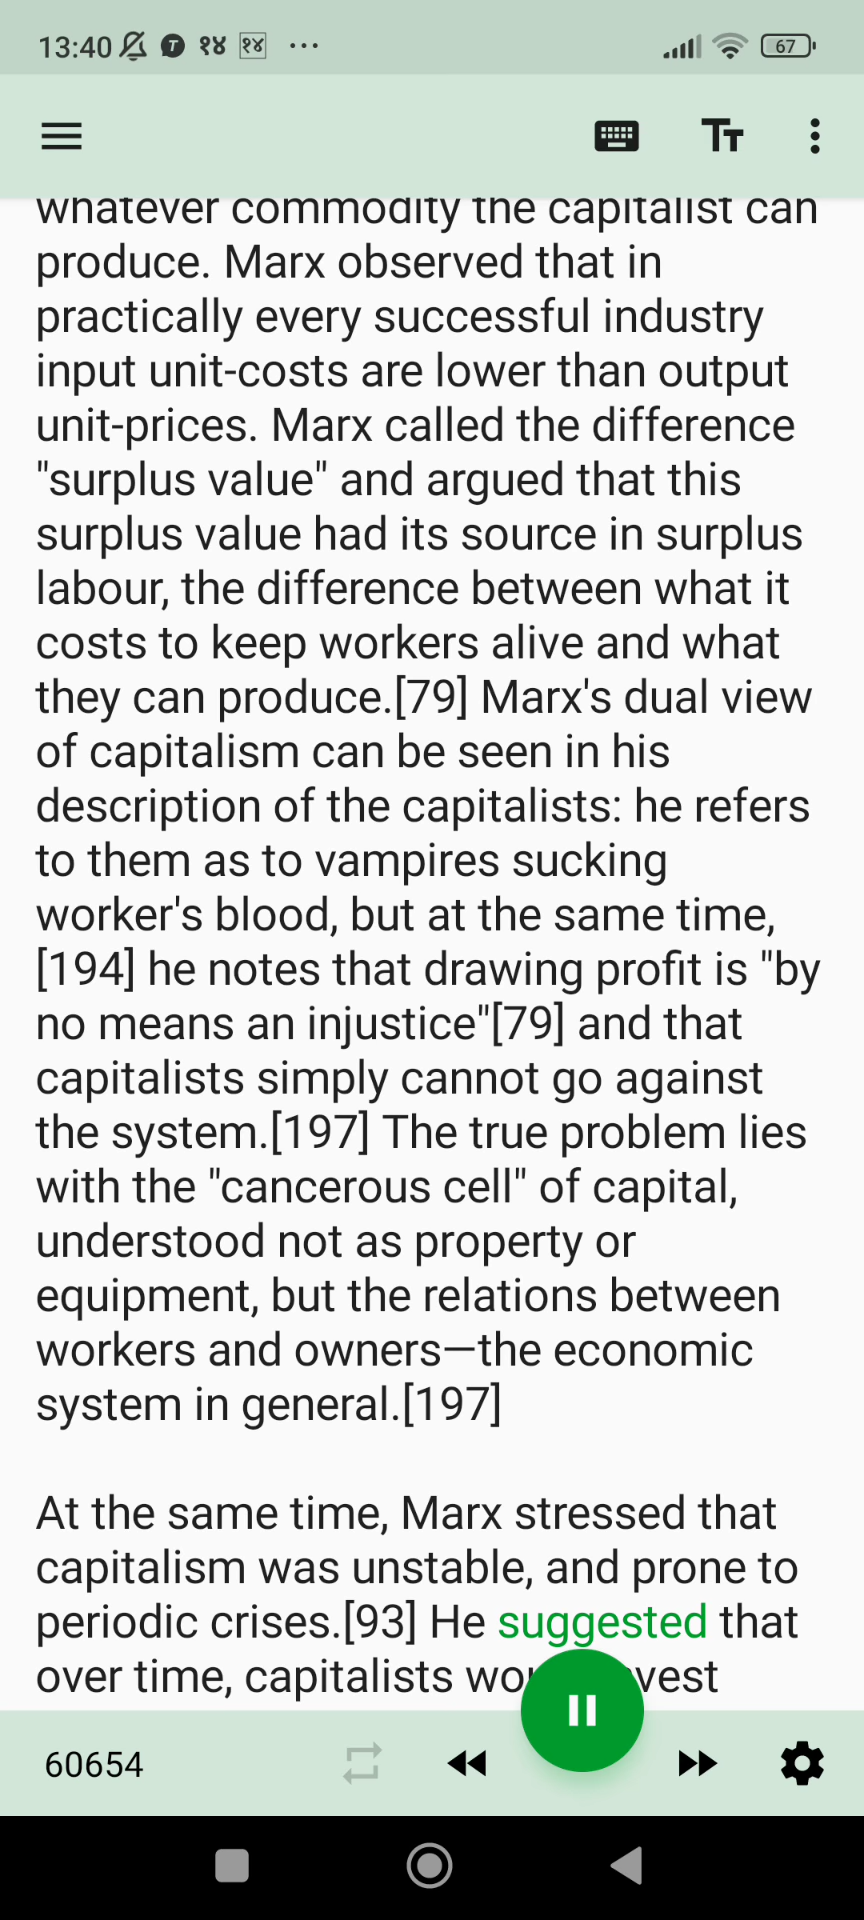 13:40 T १४ १४ ...
67
Tт
whatever commodity the capitalist can
produce. Marx observed that in
practically every successful industry
input unit-costs are lower than output
unit-prices. Marx called the difference
"surplus value" and argued that this
surplus value had its source in surplus
labour, the difference between what it
costs to keep workers alive and what
they can produce.[79] Marx's dual view
of capitalism can be seen in his
description of the capitalists: he refers
to them as to vampires sucking
worker's blood, but at the same time,
[194] he notes that drawing profit is "by
no means an injustice"[79] and that
capitalists simply cannot go against
the system.[197] The true problem lies
with the "cancerous cell" of capital,
understood not as property or
equipment, but the relations between
workers and owners—the economic
system in general.[197]
At the same time, Marx stressed that
capitalism was unstable, and prone to
periodic crises.[93] He suggested that
over time, capitalists
60654